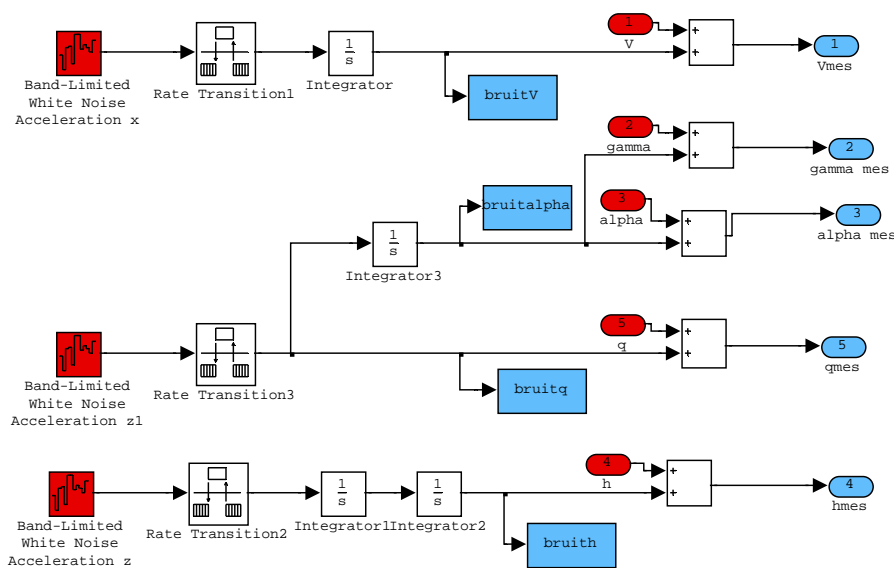 1
V
1
Vmes
1
s
Integrator
Rate Transition1
Band-Limited
White Noise
Acceleration x
bruitV
2
gamma
2
gamma mes
bruitalpha
3
alpha
3
alpha mes
1
s
Integrator3
5
q
5
qmes
Rate Transition3
Band-Limited
White Noise
Acceleration z1
bruitq
4
h
4
hmes
1
s
Integrator1
1
s
Integrator2
Rate Transition2
Band-Limited
White Noise
Acceleration z
bruith